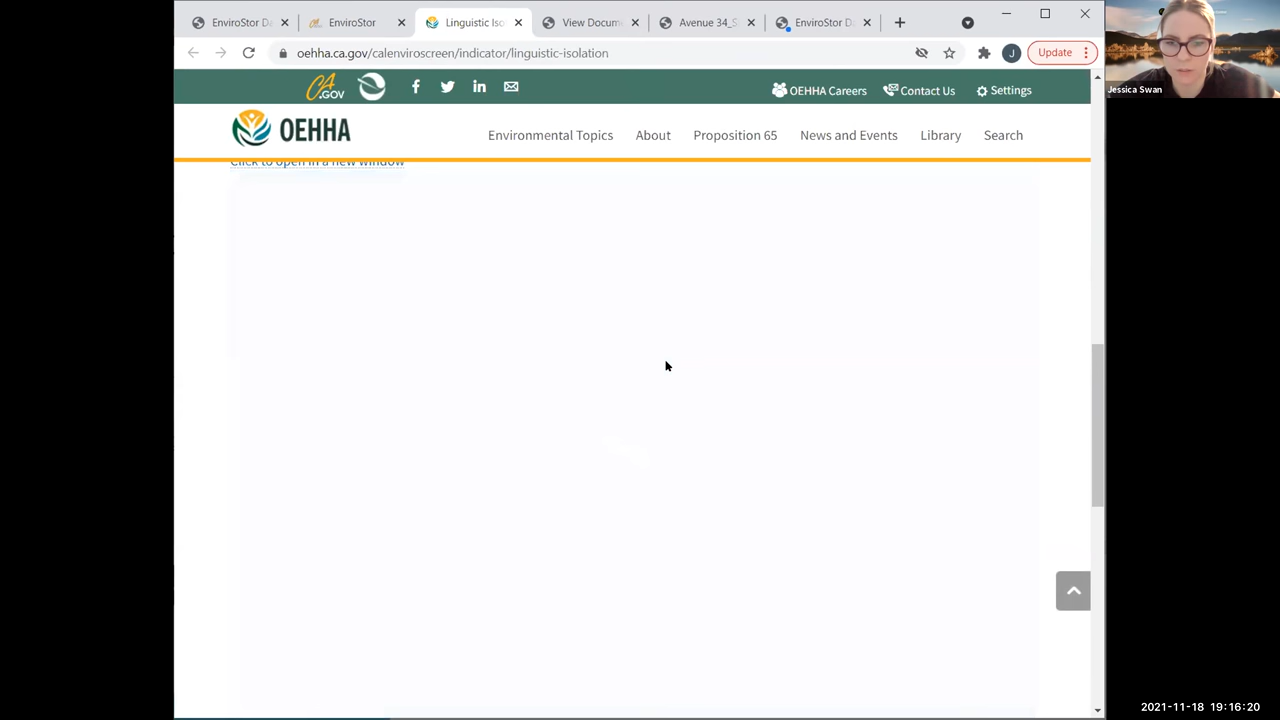 EnviroStor Da
EnviroStor
Linguistic Iso
View Docum
Avenue 34_S
EnviroStor Da
oehha.ca.gov/calenviroscreen/indicator/linguistic-isolation
J
Update
CA
.GOV
OEHHA Careers
Contact Us
Settings
OEHHA
Environmental Topics
About
Proposition 65
News and Events
Library
Search
Click to open in a new window
Jessica Swan
2021-11-18 19:16:20